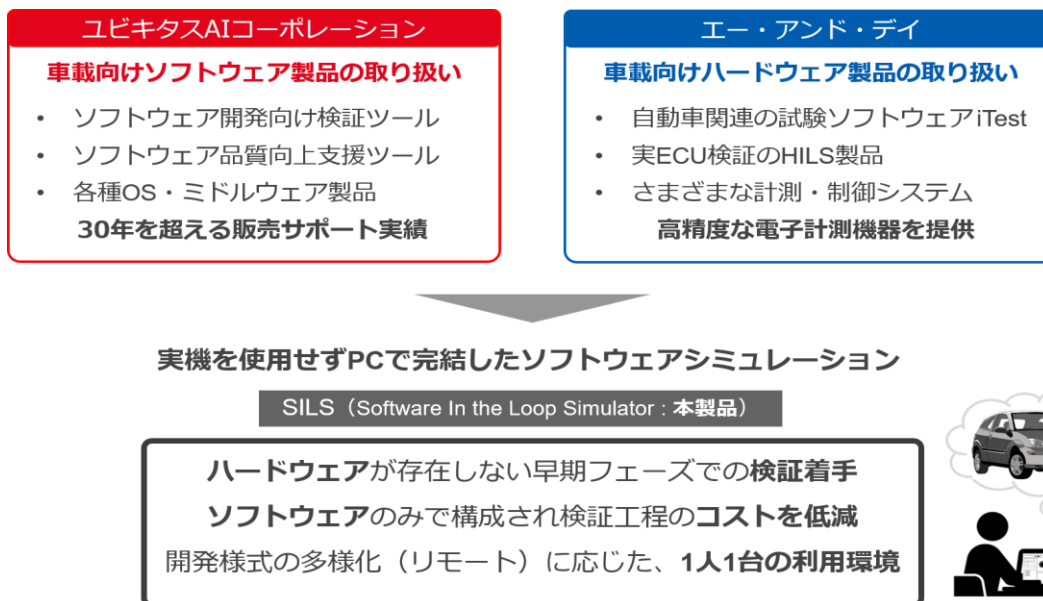 ユビキタスAIコーポレーション
車載向けソフトウェア製品の取り扱い
• ソフトウェア開発向け検証ツール
• ソフトウェア品質向上支援ツール
• 各種OS・ミドルウェア製品
30年を超える販売サポート実績
エー・アンド・デイ
車載向けハードウェア製品の取り扱い
• 自動車関連の試験ソフトウェアiTest
• 実ECU検証のHILS製品
• さまざまな計測・制御システム
高精度な電子計測機器を提供
実機を使用せずPCで完結したソフトウェアシミュレーション
SILS（Software In the Loop Simulator : 本製品）
ハードウェアが存在しない早期フェーズでの検証着手
ソフトウェアのみで構成され検証工程のコストを低減
開発様式の多様化（リモート）に応じた、1人1台の利用環境